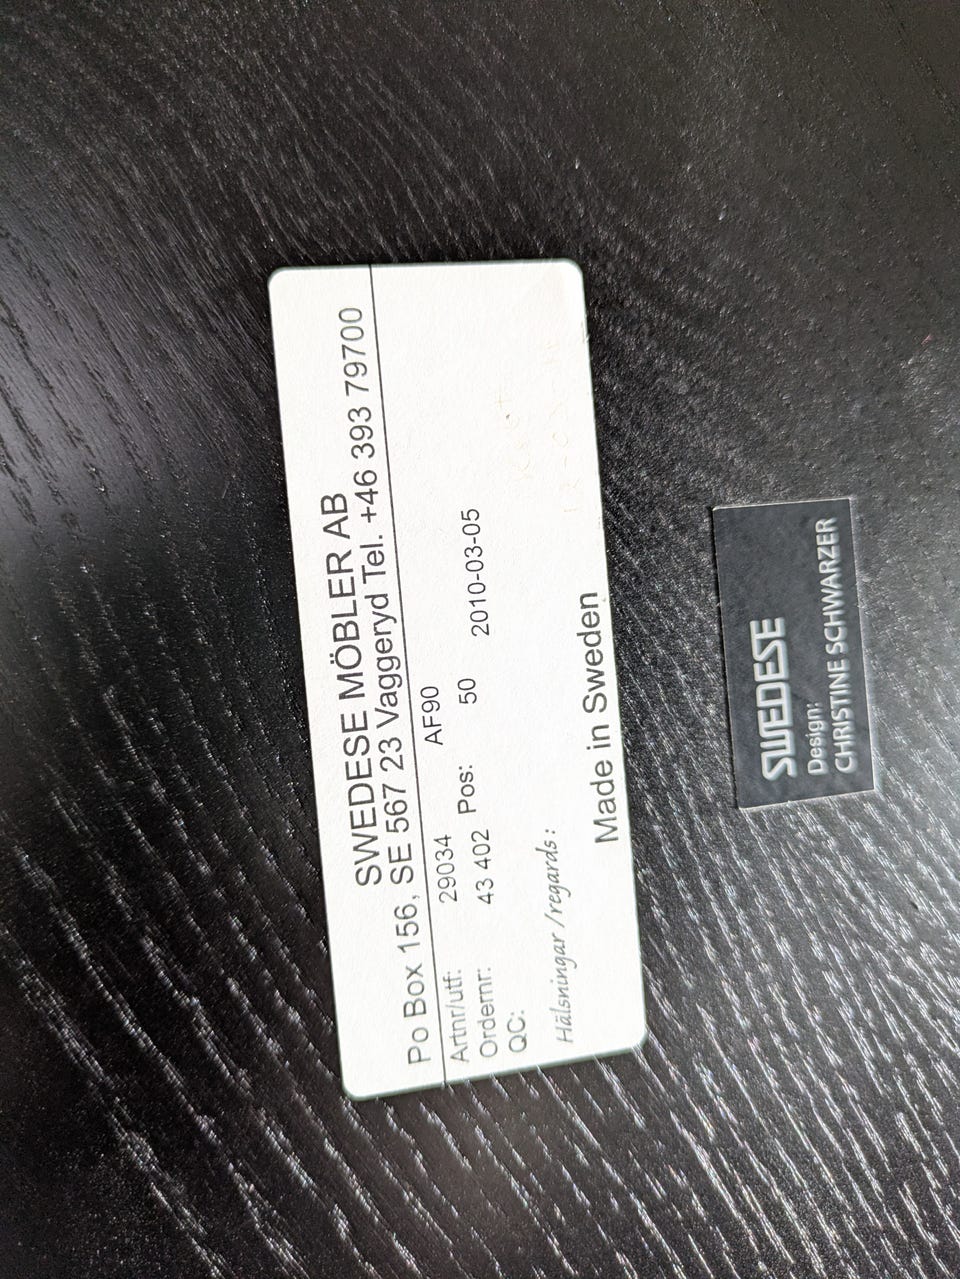 SWEDESE MÖBLER AB
Po Box 156, SE 567 23 Vaggeryd Tel. +46 393 79700
Artnr/utf: 29034 AF90
Ordernr: 43 402 Pos: 50 2010-03-05
QC:
Hälsningar /regards:
Made in Sweden
SWEDESE
Design:
CHRISTINE SCHWARZER